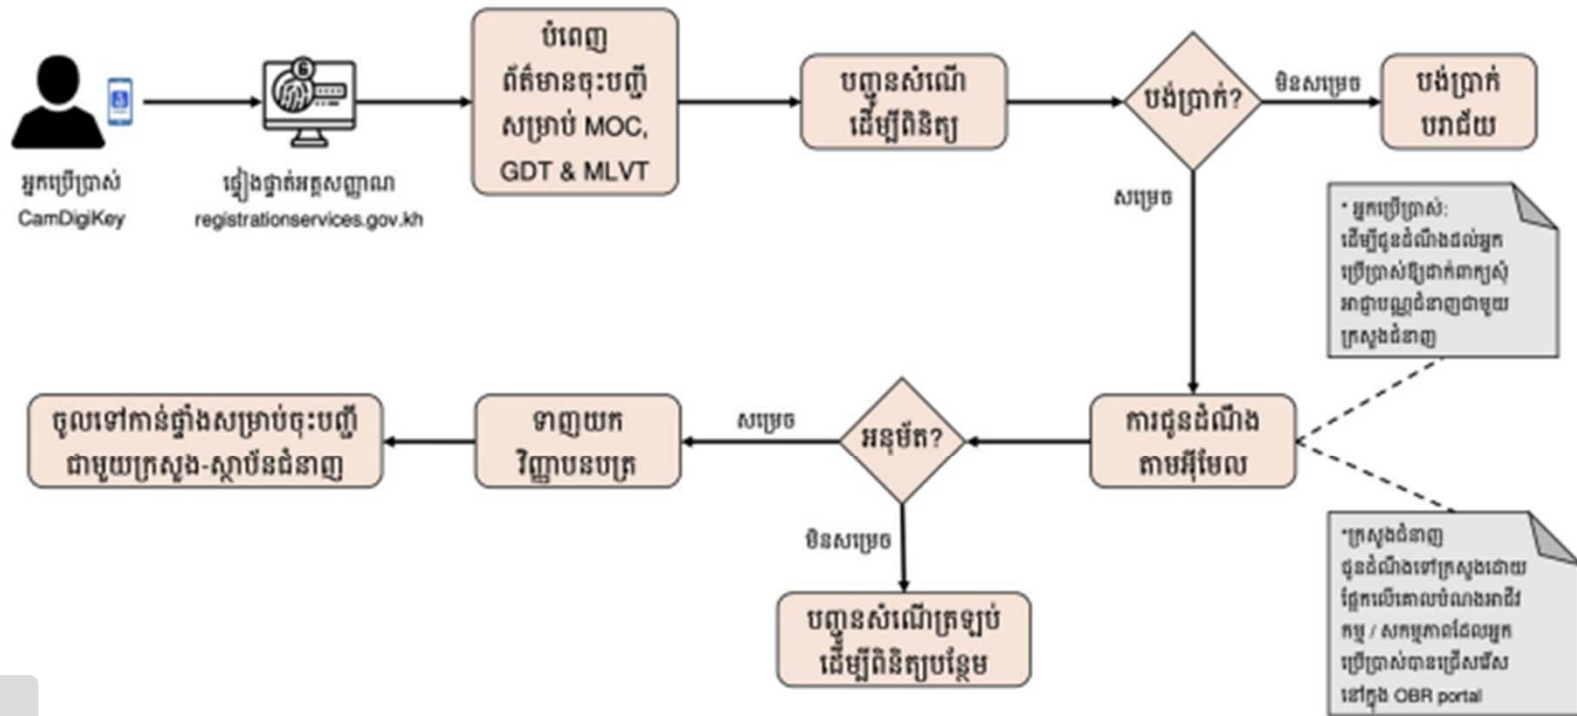 អ្នកប្រើប្រាស់
CamDigiKey
ផ្ទៀងផ្ទាត់អត្តសញ្ញាណ
registrationservices.gov.kh
បំពេញ
ព័ត៌មានចុះបញ្ជី
សម្រាប់ MOC,
GDT & MLVT
បញ្ជូនសំណើ
ដើម្បីពិនិត្យ
បង់ប្រាក់?
មិនសម្រេច
បង់ប្រាក់
បរាជ័យ
សម្រេច
* អ្នកប្រើប្រាស់:
ដើម្បីជូនដំណឹងដល់អ្នក
ប្រើប្រាស់ឱ្យដាក់ពាក្យសុំ
អាជ្ញាបណ្ណជំនាញជាមួយ
ក្រសួងជំនាញ
ការជូនដំណឹង
តាមអ៊ីមែល
អនុម័ត?
សម្រេច
ទាញយក
វិញ្ញាបនបត្រ
ចូលទៅកាន់ផ្ទាំងសម្រាប់ចុះបញ្ជី
ជាមួយក្រសួង-ស្ថាប័នជំនាញ
មិនសម្រេច
បញ្ជូនសំណើត្រឡប់
ដើម្បីពិនិត្យបន្ថែម
*ក្រសួងជំនាញ
ជូនដំណឹងទៅក្រសួងដោយ
ផ្អែកលើគោលបំណងអាជីវ
កម្ម / សកម្មភាពដែលអ្នក
ប្រើប្រាស់បានជ្រើសរើស
នៅក្នុង OBR portal